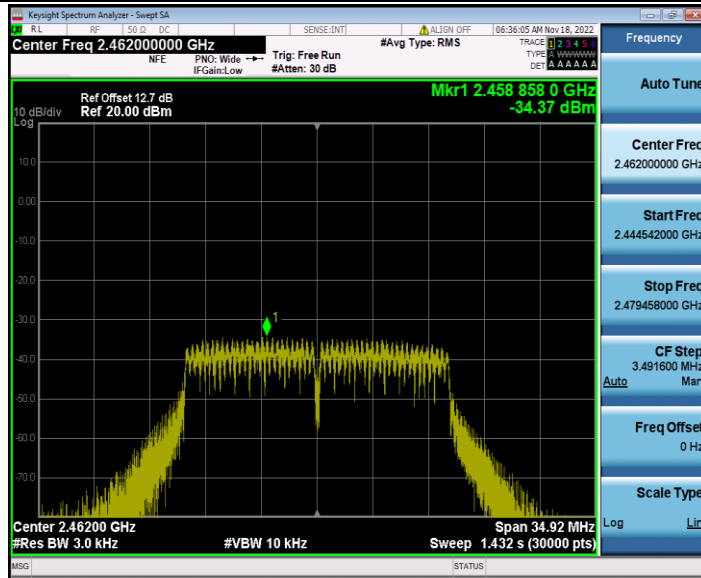 Keysight Spectrum Analyzer - Swept SA
RL RF 50 Ω DC SENSE:INT ALIGN OFF 06:36:05 AM Nov 18, 2022
Center Freq 2.462000000 GHz
NFE PNO: Wide Trig: Free Run
IFGain:Low #Atten: 30 dB
#Avg Type: RMS
TRACE 1 2 3 4 5 6
TYPE A WWWWW
DET A A A A A A
Ref Offset 12.7 dB
10 dB/div Ref 20.00 dBm
Log
Mkr1 2.458 858 0 GHz
-34.37 dBm
10.0
0.00
-10.0
-20.0
-30.0
-40.0
-50.0
-60.0
-70.0
1
Center 2.46200 GHz Span 34.92 MHz
#Res BW 3.0 kHz #VBW 10 kHz Sweep 1.432 s (30000 pts)
MSG STATUS
Frequency
Auto Tune
Center Freq
2.462000000 GHz
Start Freq
2.444542000 GHz
Stop Freq
2.479458000 GHz
CF Step
3.491600 MHz
Auto Man
Freq Offset
0 Hz
Scale Type
Log Lin